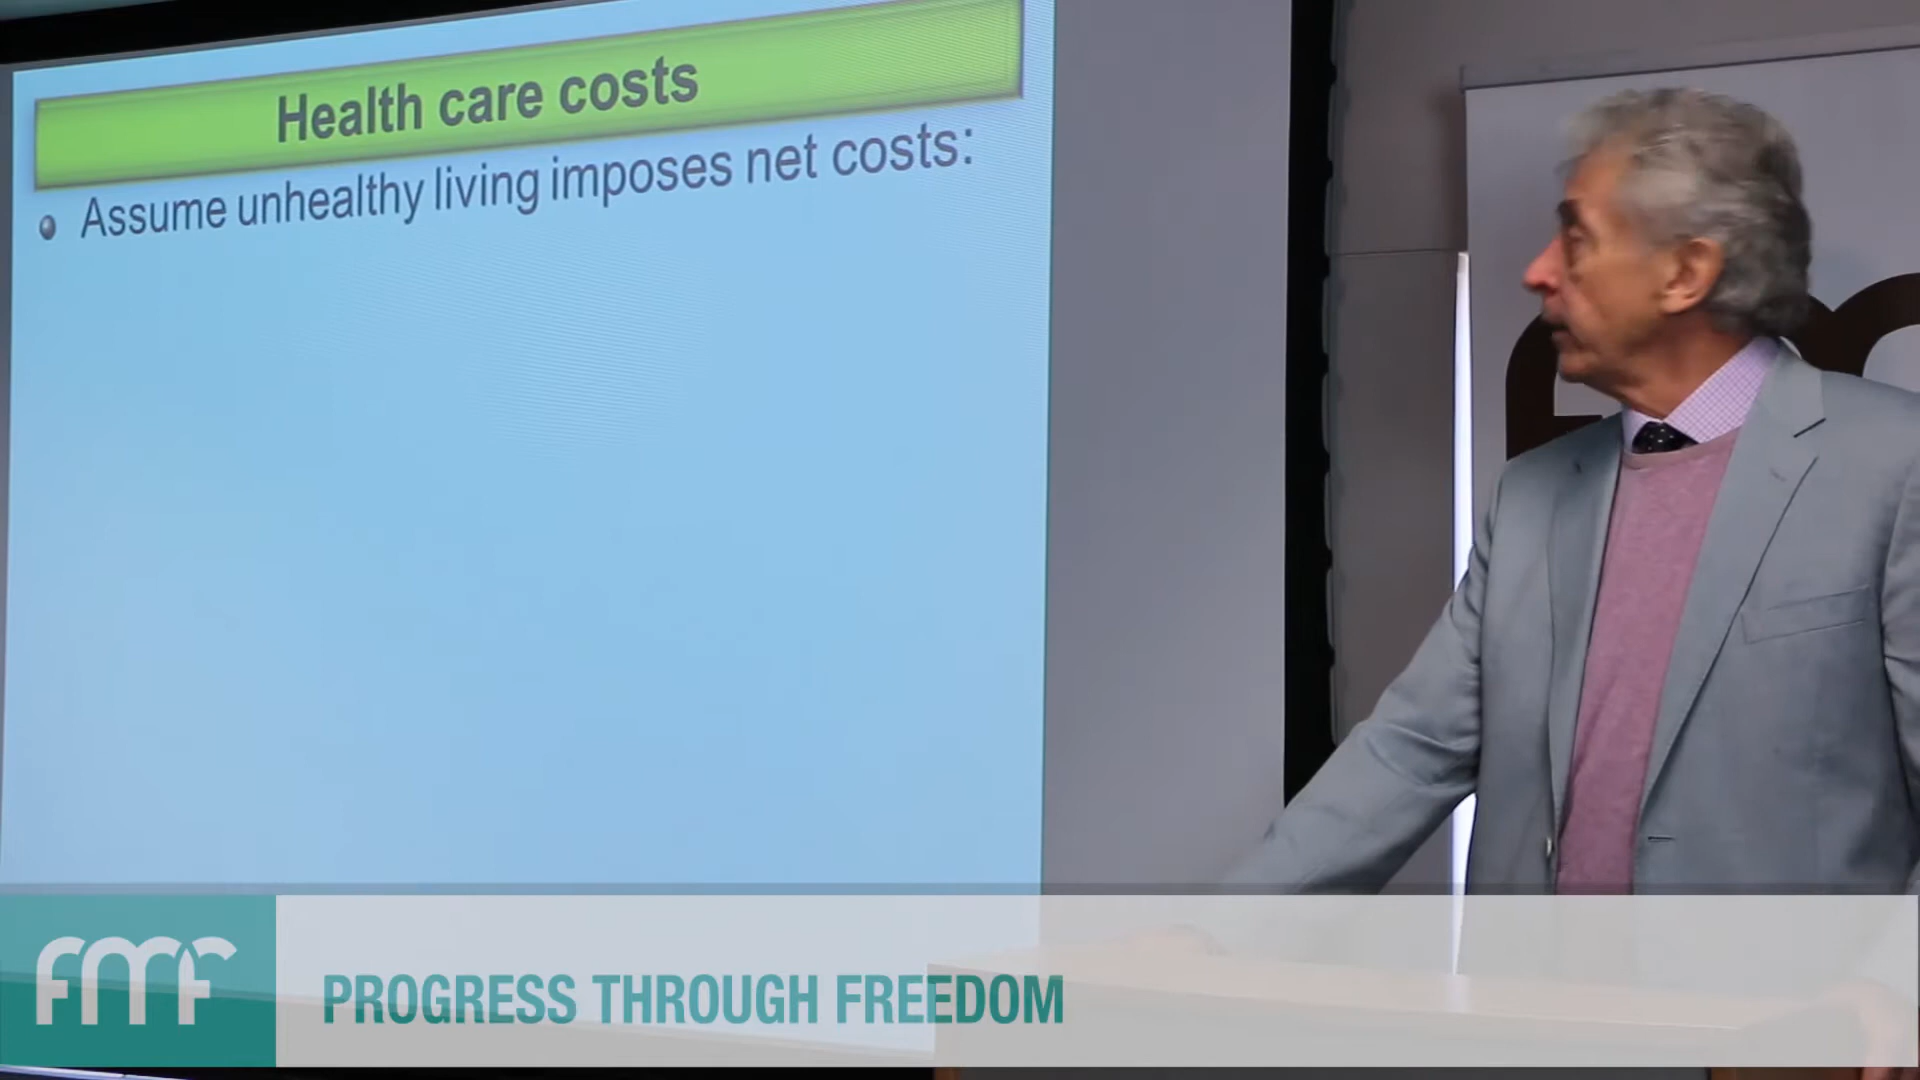 Health care costs
Assume unhealthy living imposes net costs:
FMF
PROGRESS THROUGH FREEDOM